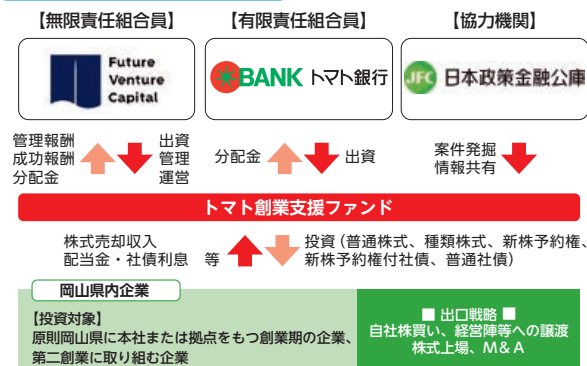 【無限責任組合員】
【有限責任組合員】
【協力機関】
Future
Venture
Capital
BANK トマト銀行
JFC 日本政策金融公庫
管理報酬
成功報酬
分配金
出資
管理
運営
分配金
出資
案件発掘
情報共有
トマト創業支援ファンド
株式売却収入
配当金・社債利息 等
投資（普通株式、種類株式、新株予約権、
新株予約権付社債、普通社債）
岡山県内企業
【投資対象】
原則岡山県に本社または拠点をもつ創業期の企業、
第二創業に取り組む企業
■ 出口戦略 ■
自社株買い、経営陣等への譲渡
株式上場、M&A